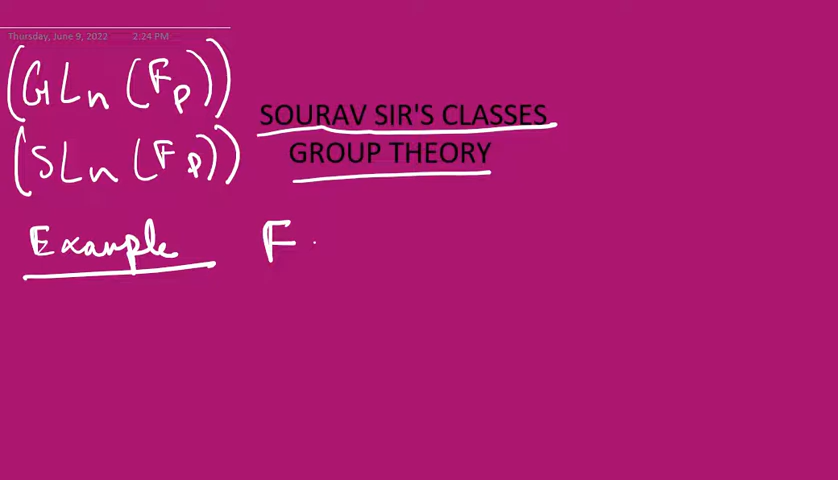 Thursday, June 9, 2022 2:24 PM
(GLn (Fp))
SOURAV SIR'S CLASSES
(SLn (Fp))
GROUP THEORY
Example F